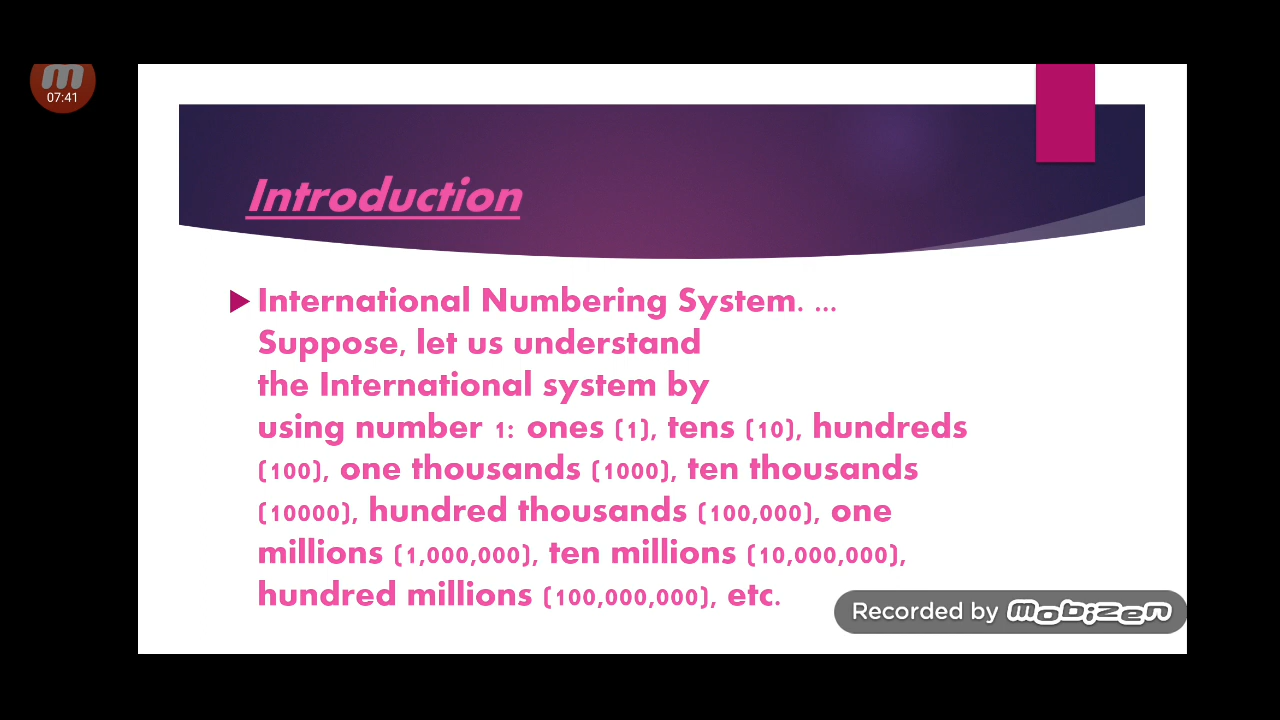 m
07:41
Introduction
International Numbering System. ...
Suppose, let us understand
the International system by
using number 1: ones (1), tens (10), hundreds
(100), one thousands (1000), ten thousands
(10000), hundred thousands (100,000), one
millions (1,000,000), ten millions (10,000,000),
hundred millions (100,000,000), etc.
Recorded by mobizen